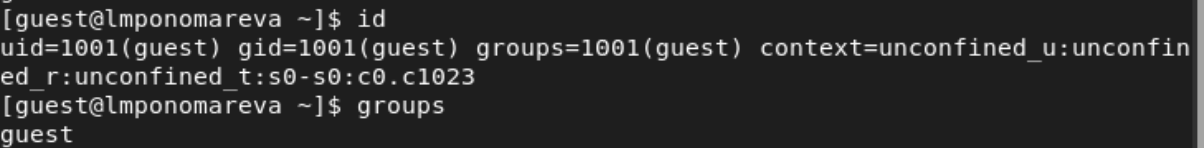 [guest@lmponomareva ~]$ id
uid=1001(guest) gid=1001(guest) groups=1001(guest) context=unconfined_u:unconfin
ed_r:unconfined_t:s0-s0:c0.c1023
[guest@lmponomareva ~]$ groups
guest